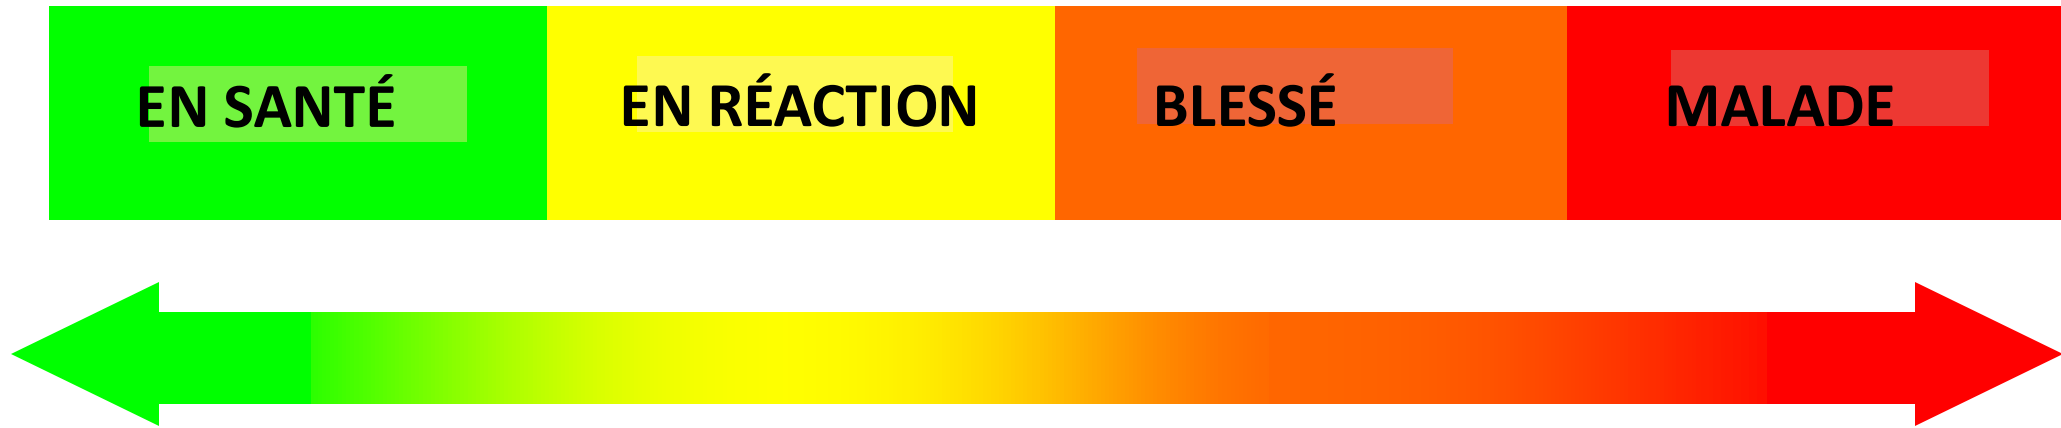 EN SANTÉ
EN RÉACTION
BLESSÉ
MALADE